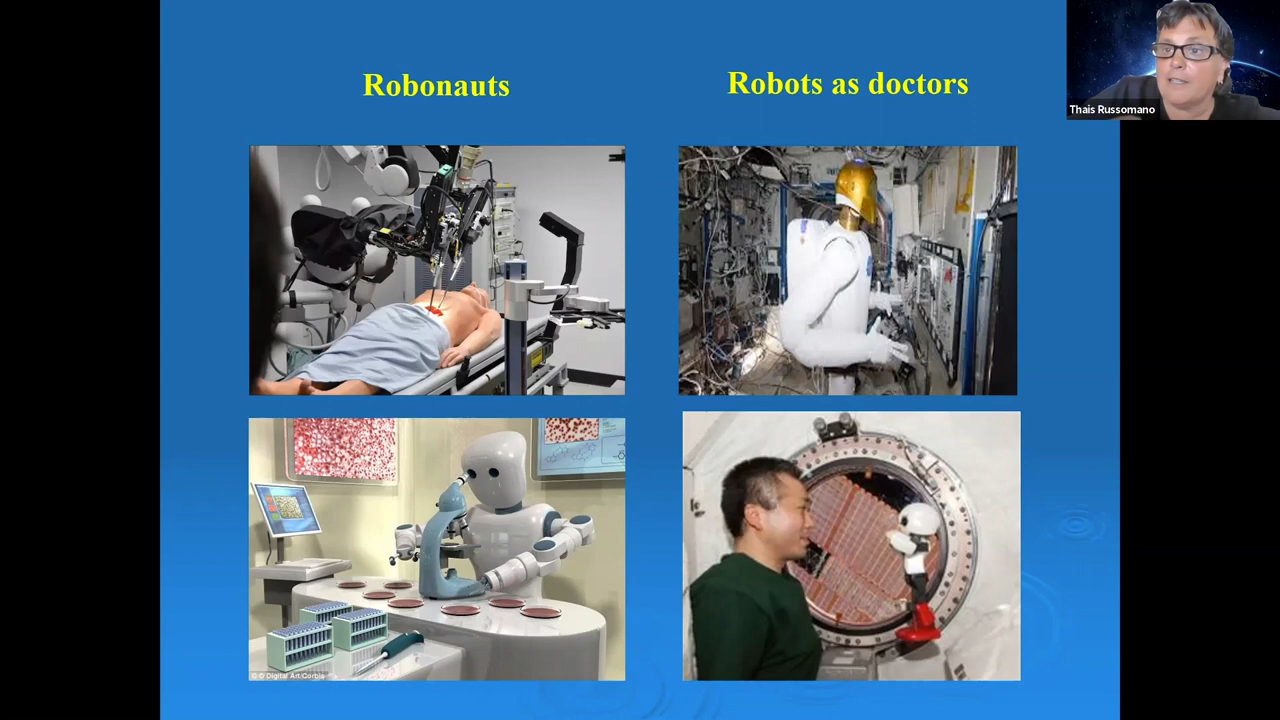 Robonauts
Robots as doctors
Thais Russomano
© D Digital Art/Corbis